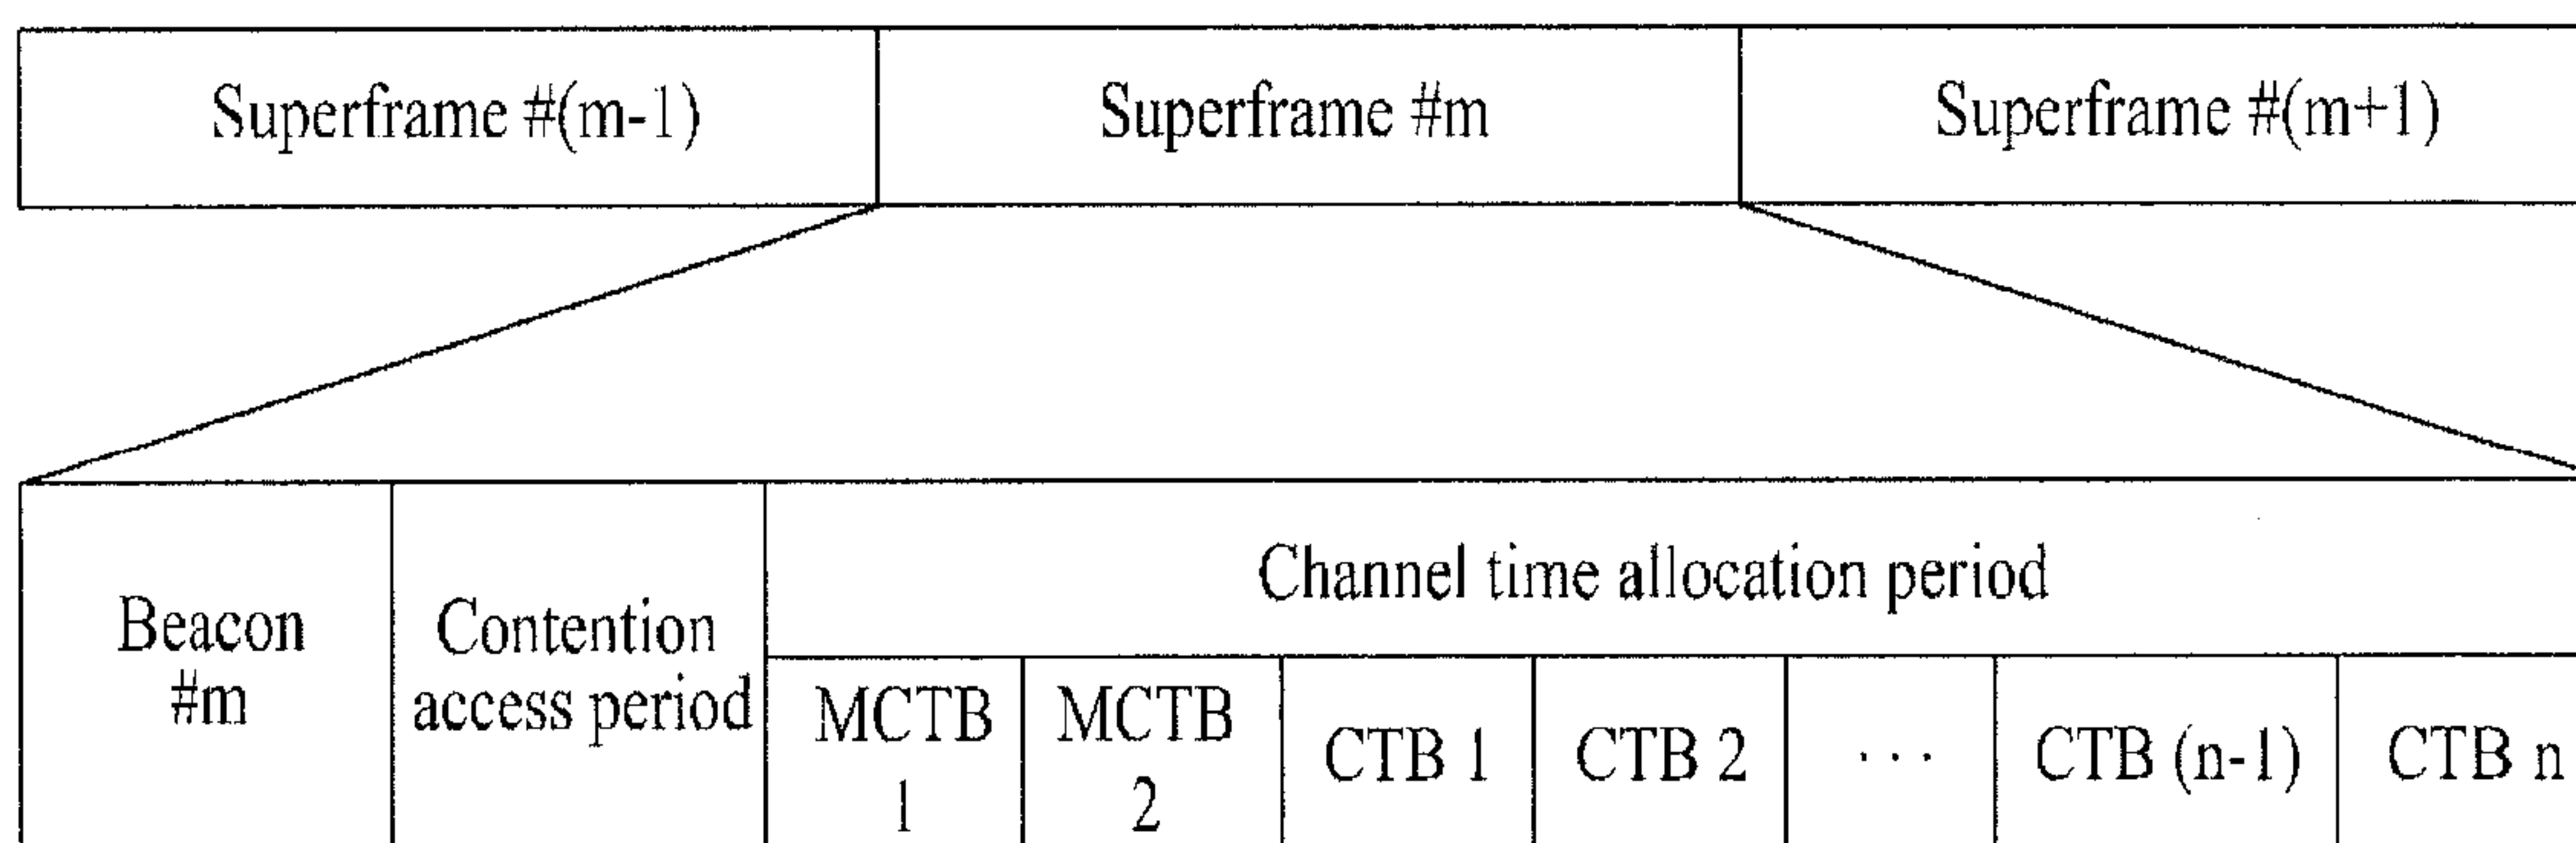 Superframe #(m-1)
Superframe #m
Superframe #(m+1)
Beacon
#m
Contention
access period
Channel time allocation period
MCTB
1
MCTB
2
CTB 1
CTB 2
...
CTB (n-1)
CTB n